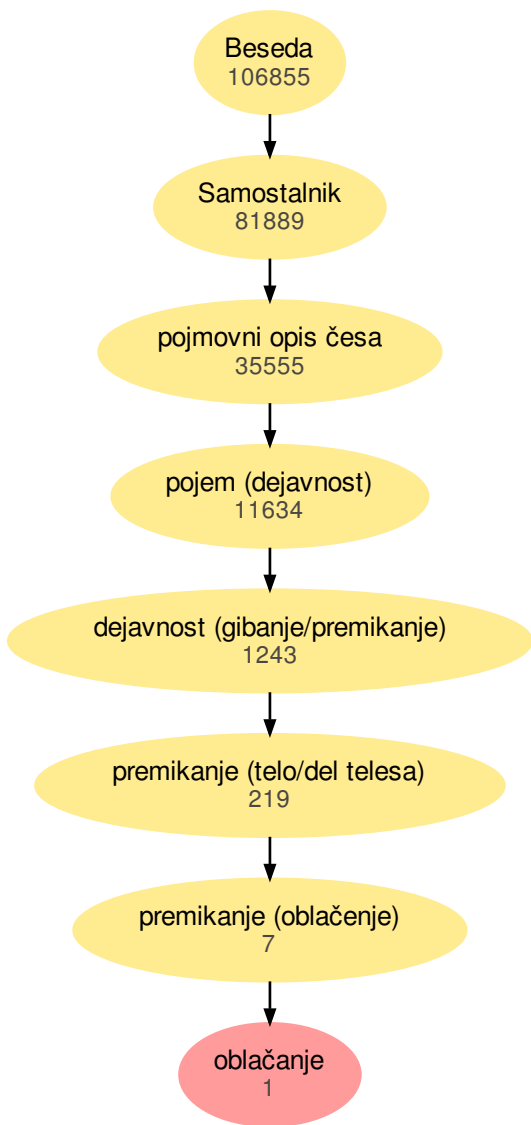 Beseda
106855
Samostalnik
81889
pojmovni opis česa
35555
pojem (dejavnost)
11634
dejavnost (gibanje/premikanje)
1243
premikanje (telo/del telesa)
219
premikanje (oblačenje)
7
oblačanje
1